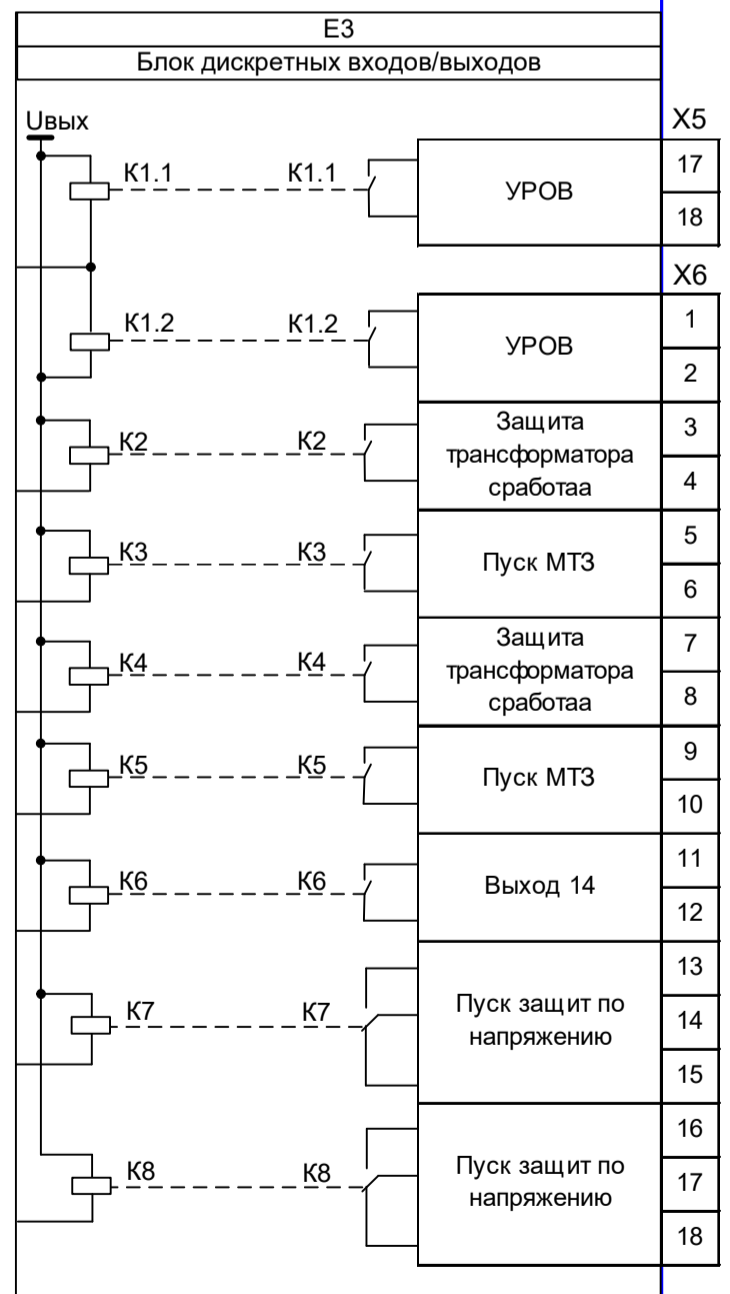 Е3
Блок дискретных входов/выходов
Uвых
X5
К1.1 К1.1
УРОВ
17
18
X6
К1.2 К1.2
УРОВ
1
2
К2 К2
Защита
трансформатора
сработаа
3
4
К3 К3
Пуск МТЗ
5
6
К4 К4
Защита
трансформатора
сработаа
7
8
К5 К5
Пуск МТЗ
9
10
К6 К6
Выход 14
11
12
К7 К7
Пуск защит по
напряжению
13
14
15
К8 К8
Пуск защит по
напряжению
16
17
18